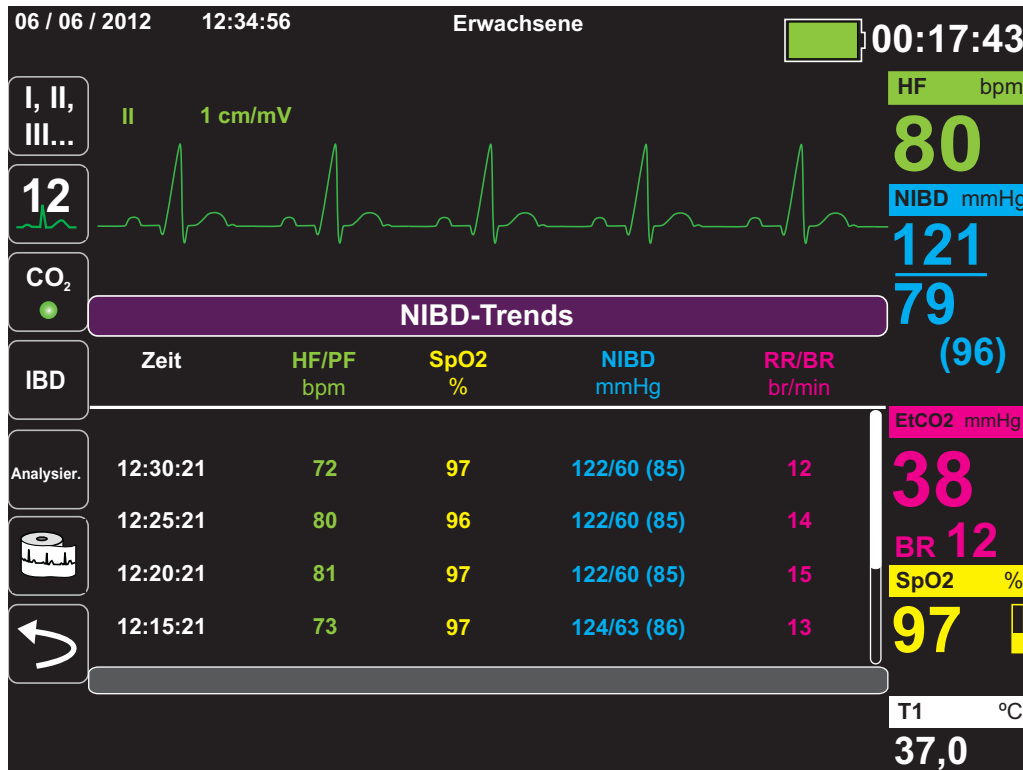 06 / 06 / 2012 12:34:56 Erwachsene 00:17:43
I, II,
III...
II 1 cm/mV
12
CO₂
IBD
Analysier.
NIBD-Trends
Zeit HF/PF SpO2 NIBD RR/BR
bpm % mmHg br/min
12:30:21 72 97 122/60 (85) 12
12:25:21 80 96 122/60 (85) 14
12:20:21 81 97 122/60 (85) 15
12:15:21 73 97 124/63 (86) 13
HF bpm
80
NIBD mmHg
121
79
(96)
EtCO2 mmHg
38
BR 12
SpO2 %
97
T1 ºC
37,0